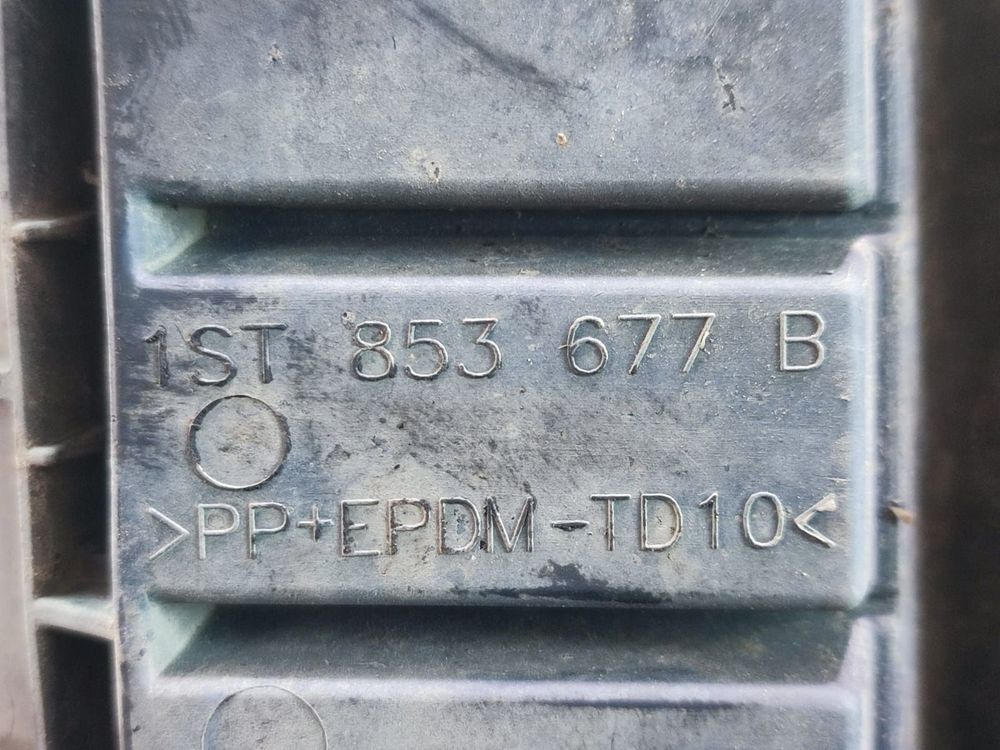 1ST 853 677 B
>PP+EPDM-TD10<